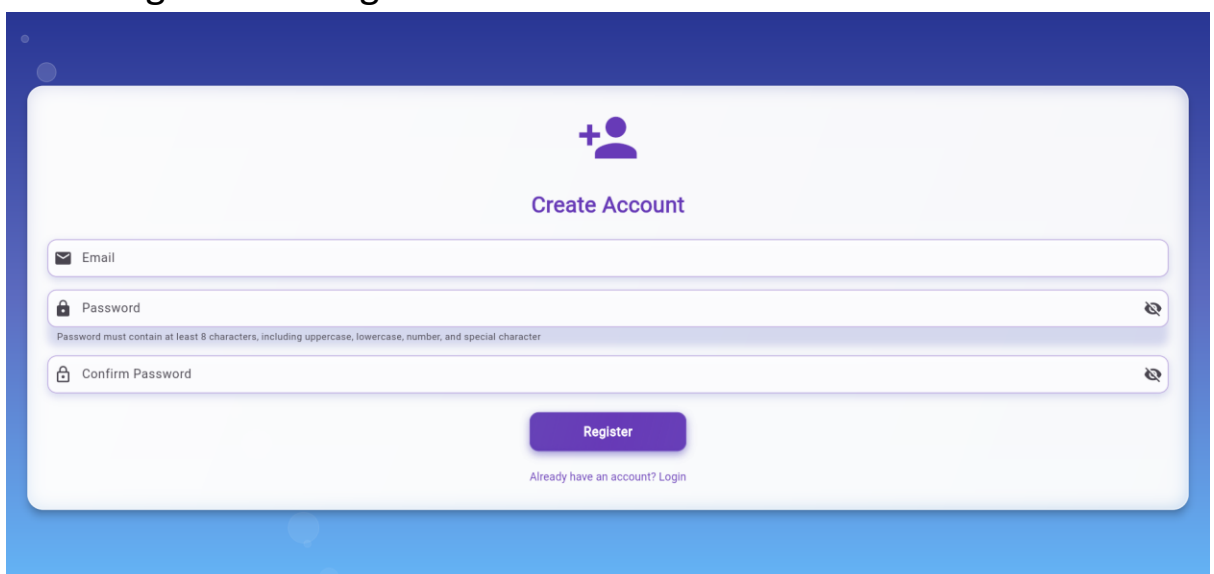 Create Account
Email
Password
Password must contain at least 8 characters, including uppercase, lowercase, number, and special character
Confirm Password
Register
Already have an account? Login